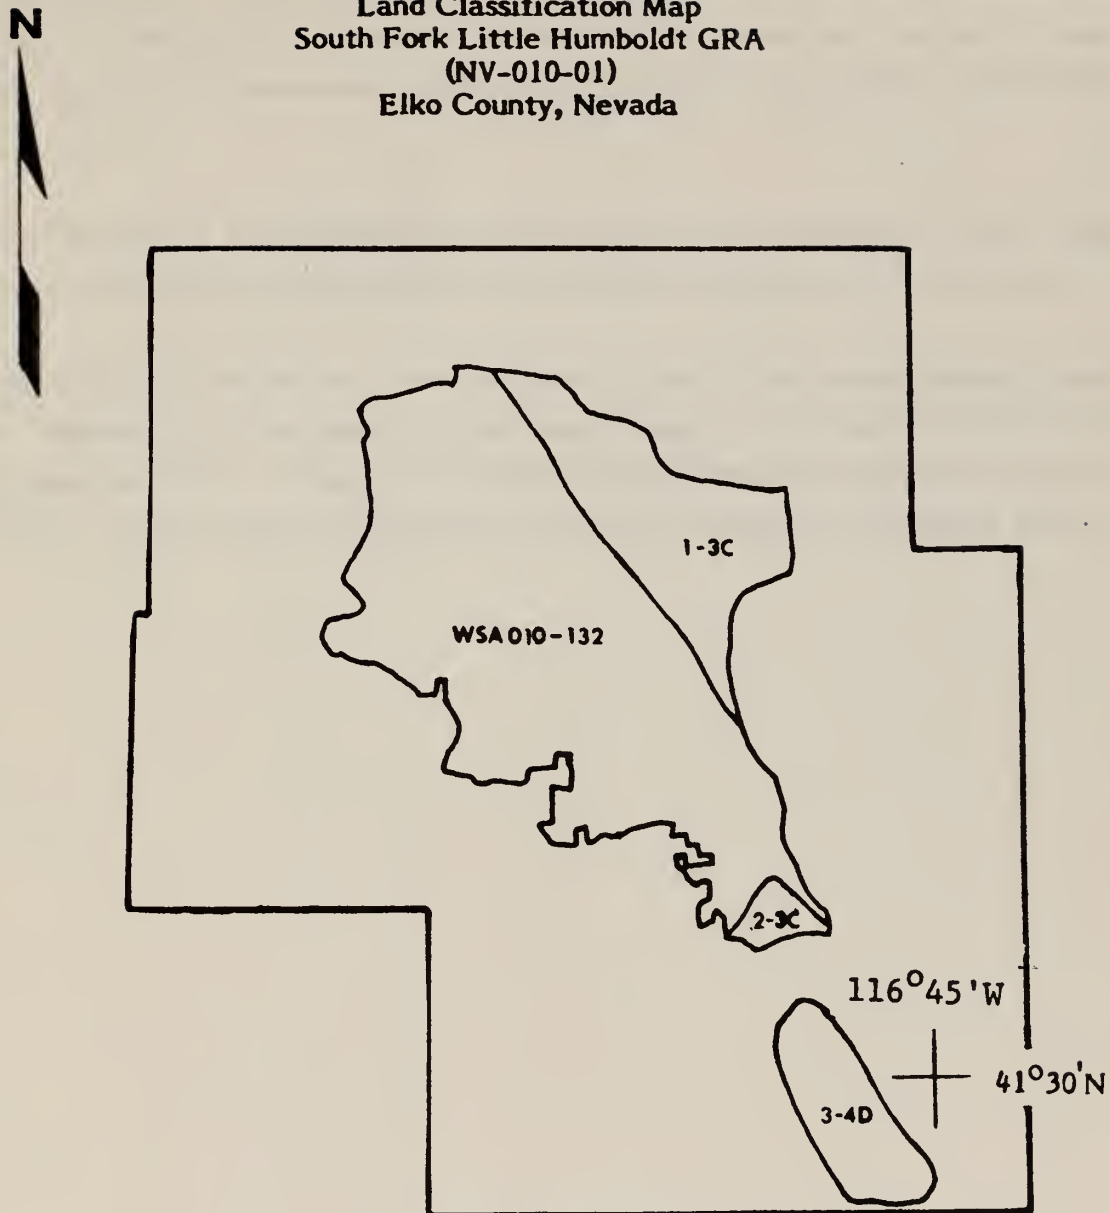 N
Land Classification Map
South Fork Little Humboldt GRA
(NV-010-01)
Elko County, Nevada
1-3C
WSA 010-132
2-3C
116°45'W
41°30'N
3-4D